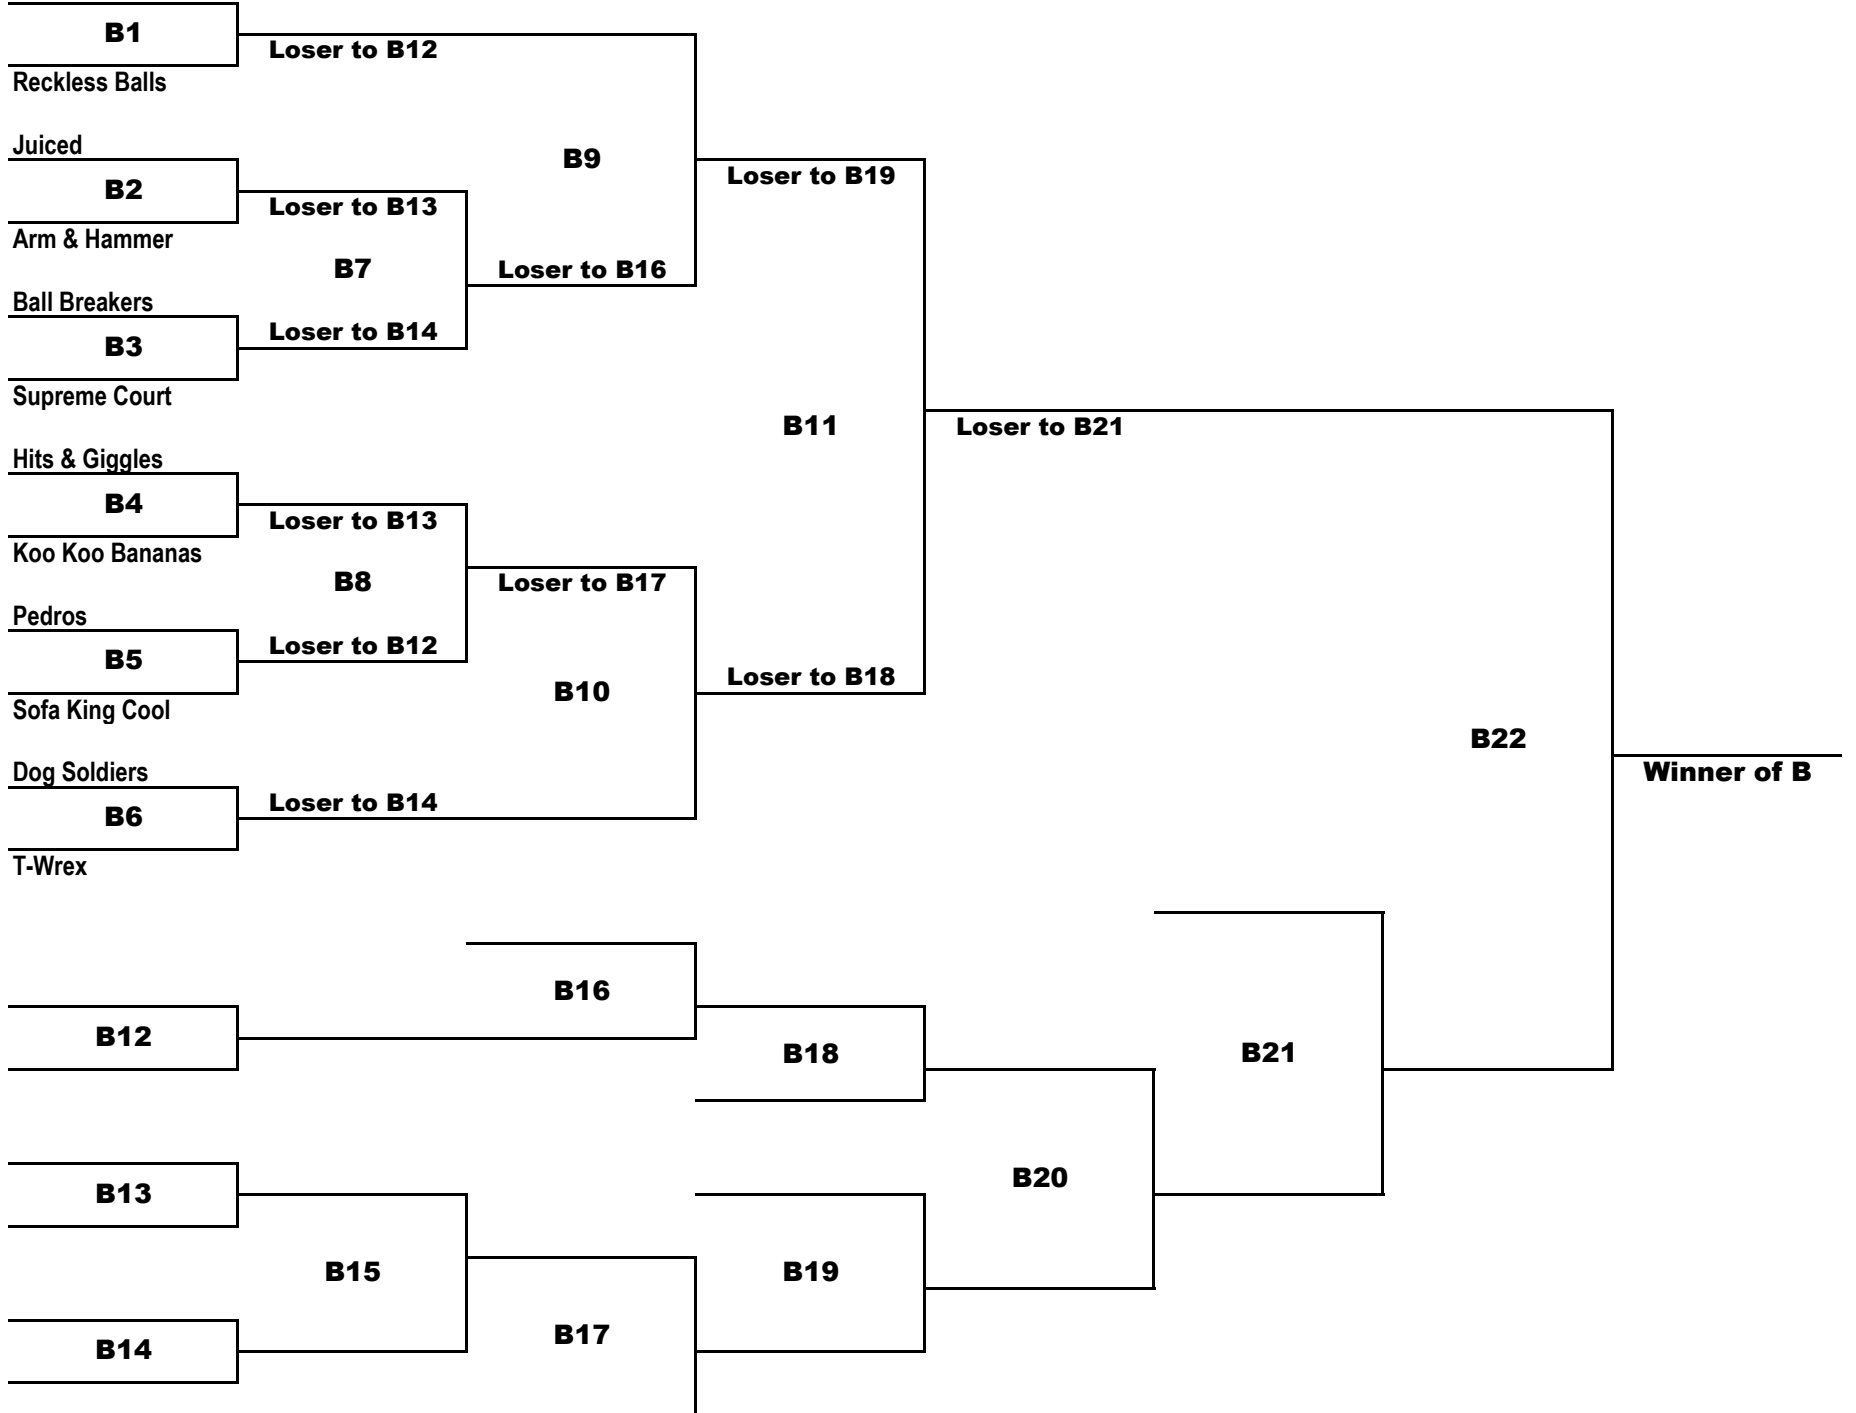 B1
Loser to B12
Reckless Balls
Juiced
B9
Loser to B19
B2
Loser to B13
Arm & Hammer
B7
Loser to B16
Ball Breakers
Loser to B14
B3
Supreme Court
B11
Loser to B21
Hits & Giggles
B4
Loser to B13
Koo Koo Bananas
B8
Loser to B17
Pedros
Loser to B12
B5
Loser to B18
B10
Sofa King Cool
B22
Dog Soldiers
Winner of B
Loser to B14
B6
T-Wrex
B16
B12
B18
B21
B13
B20
B15
B19
B17
B14